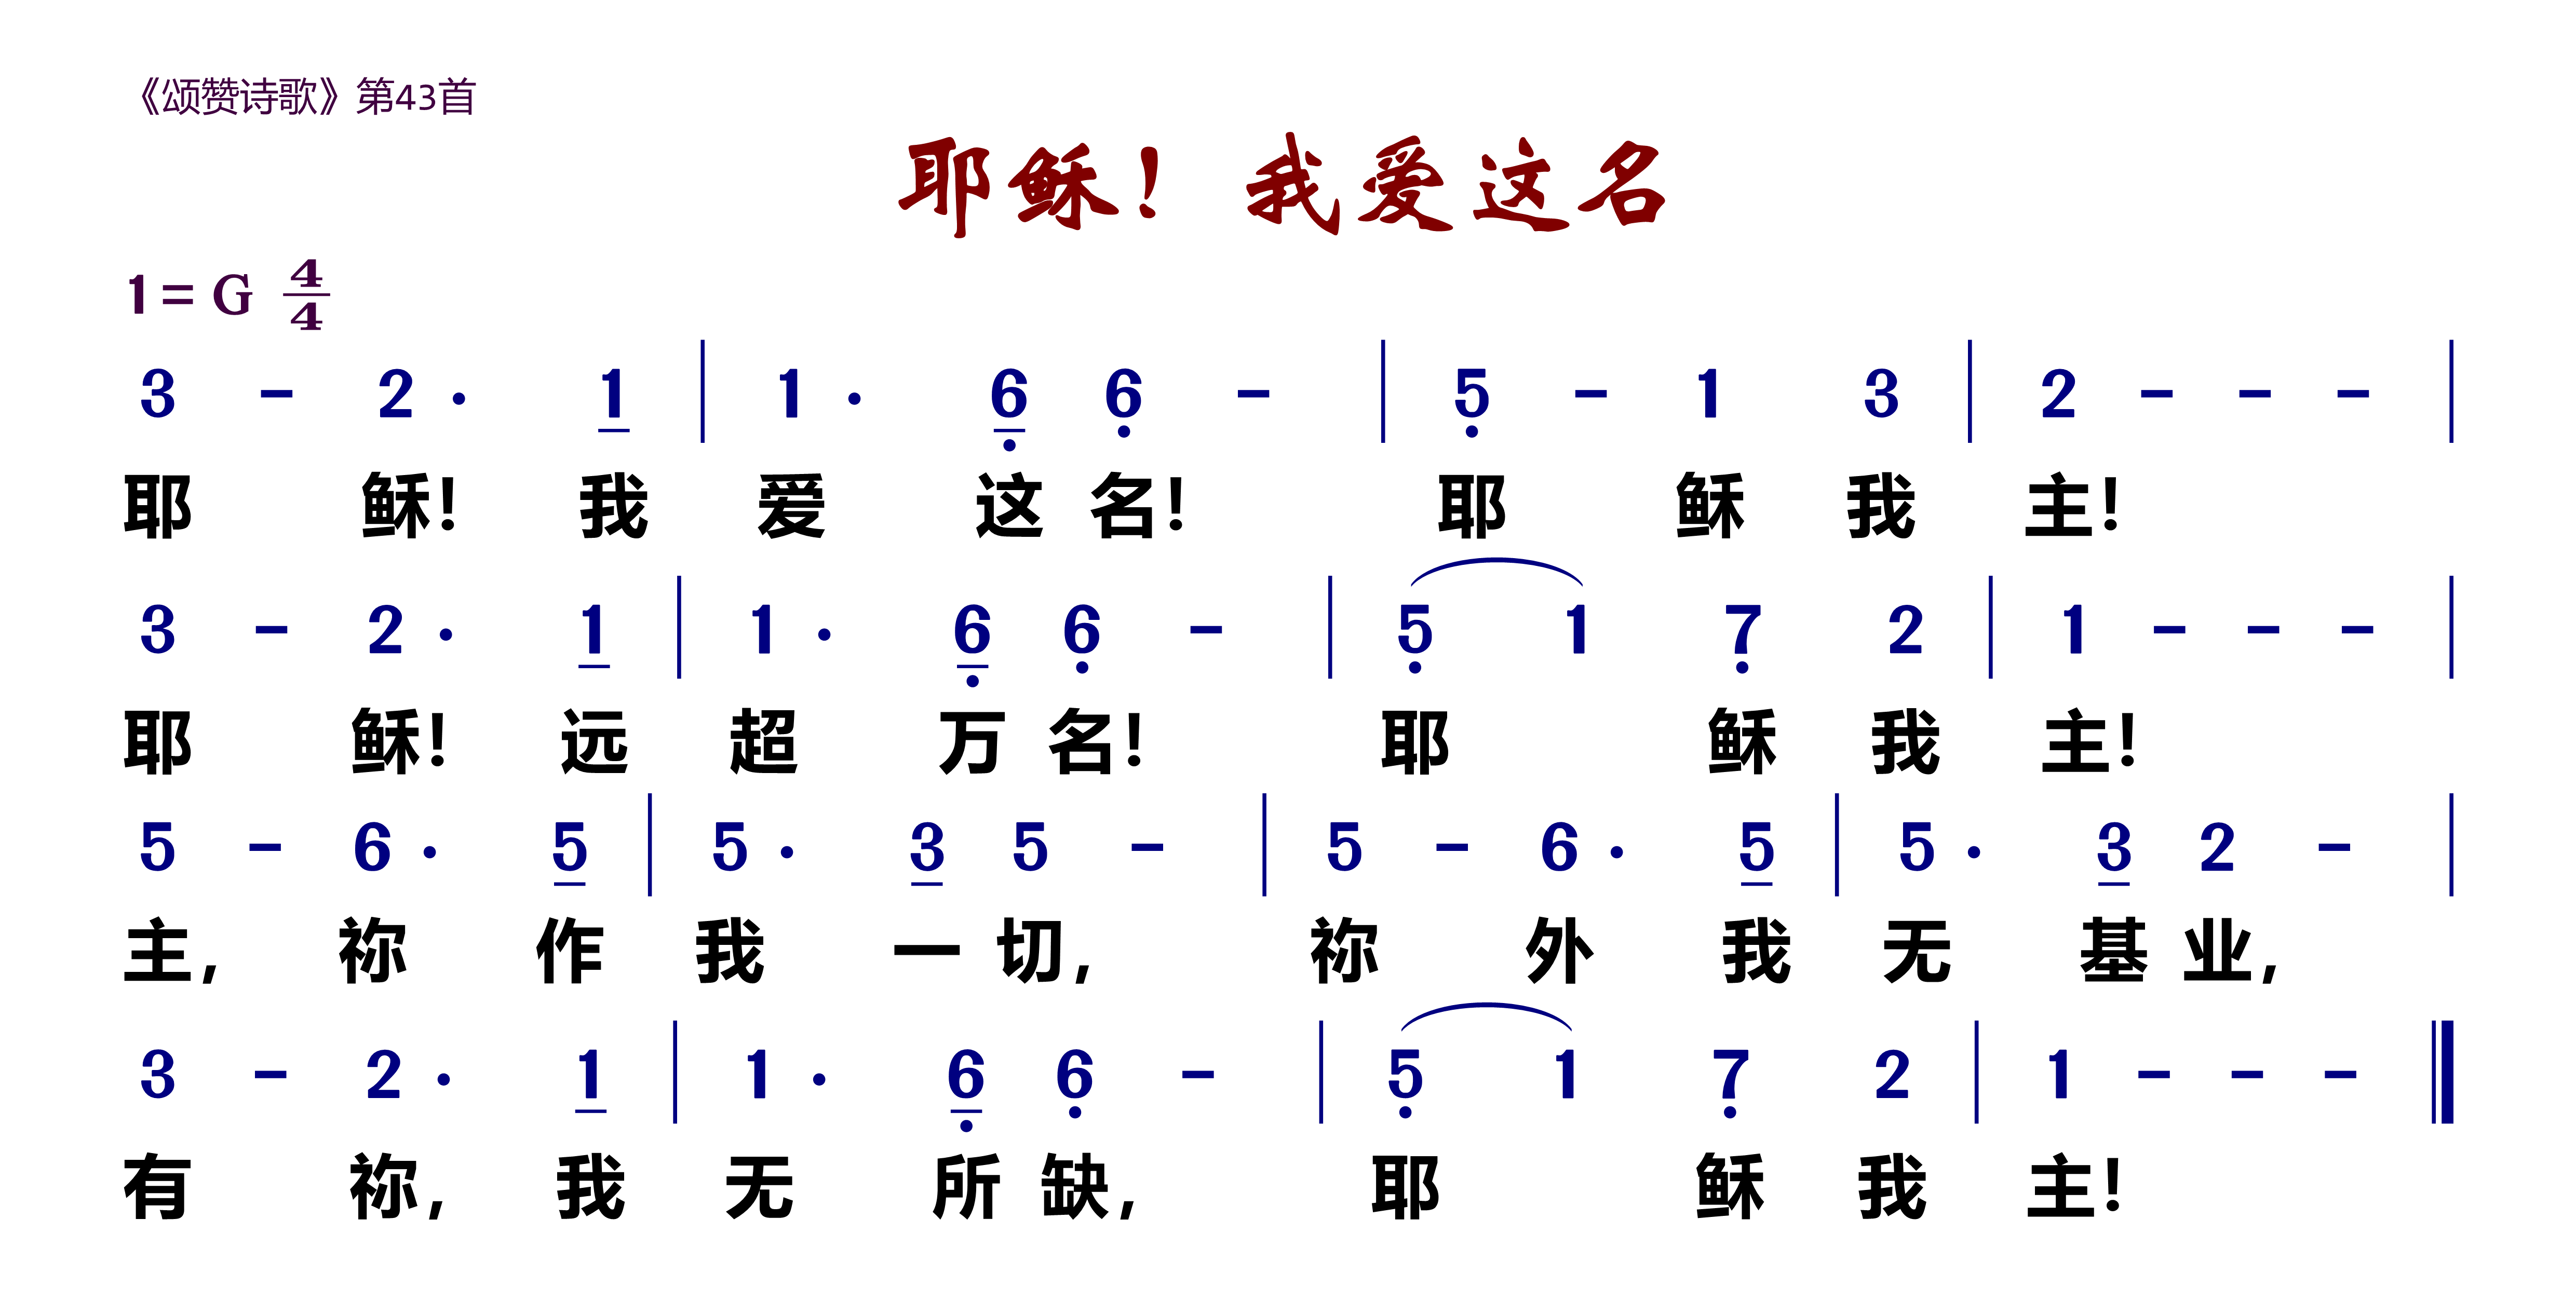 《颂赞诗歌》第43首
耶稣！我爱这名
1 = G 4/4
3 - 2 · 1 | 1 · 6 6 - | 5 - 1 3 | 2 - - - |
耶 稣！ 我 爱 这 名！ 耶 稣 我 主！
3 - 2 · 1 | 1 · 6 6 - | 5 1 7 2 | 1 - - - |
耶 稣！ 远 超 万 名！ 耶 稣 我 主！
5 - 6 · 5 | 5 · 3 5 - | 5 - 6 · 5 | 5 · 3 2 - |
主， 祢 作 我 一 切， 祢 外 我 无 基 业，
3 - 2 · 1 | 1 · 6 6 - | 5 1 7 2 | 1 - - - ‖
有 祢， 我 无 所 缺， 耶 稣 我 主！